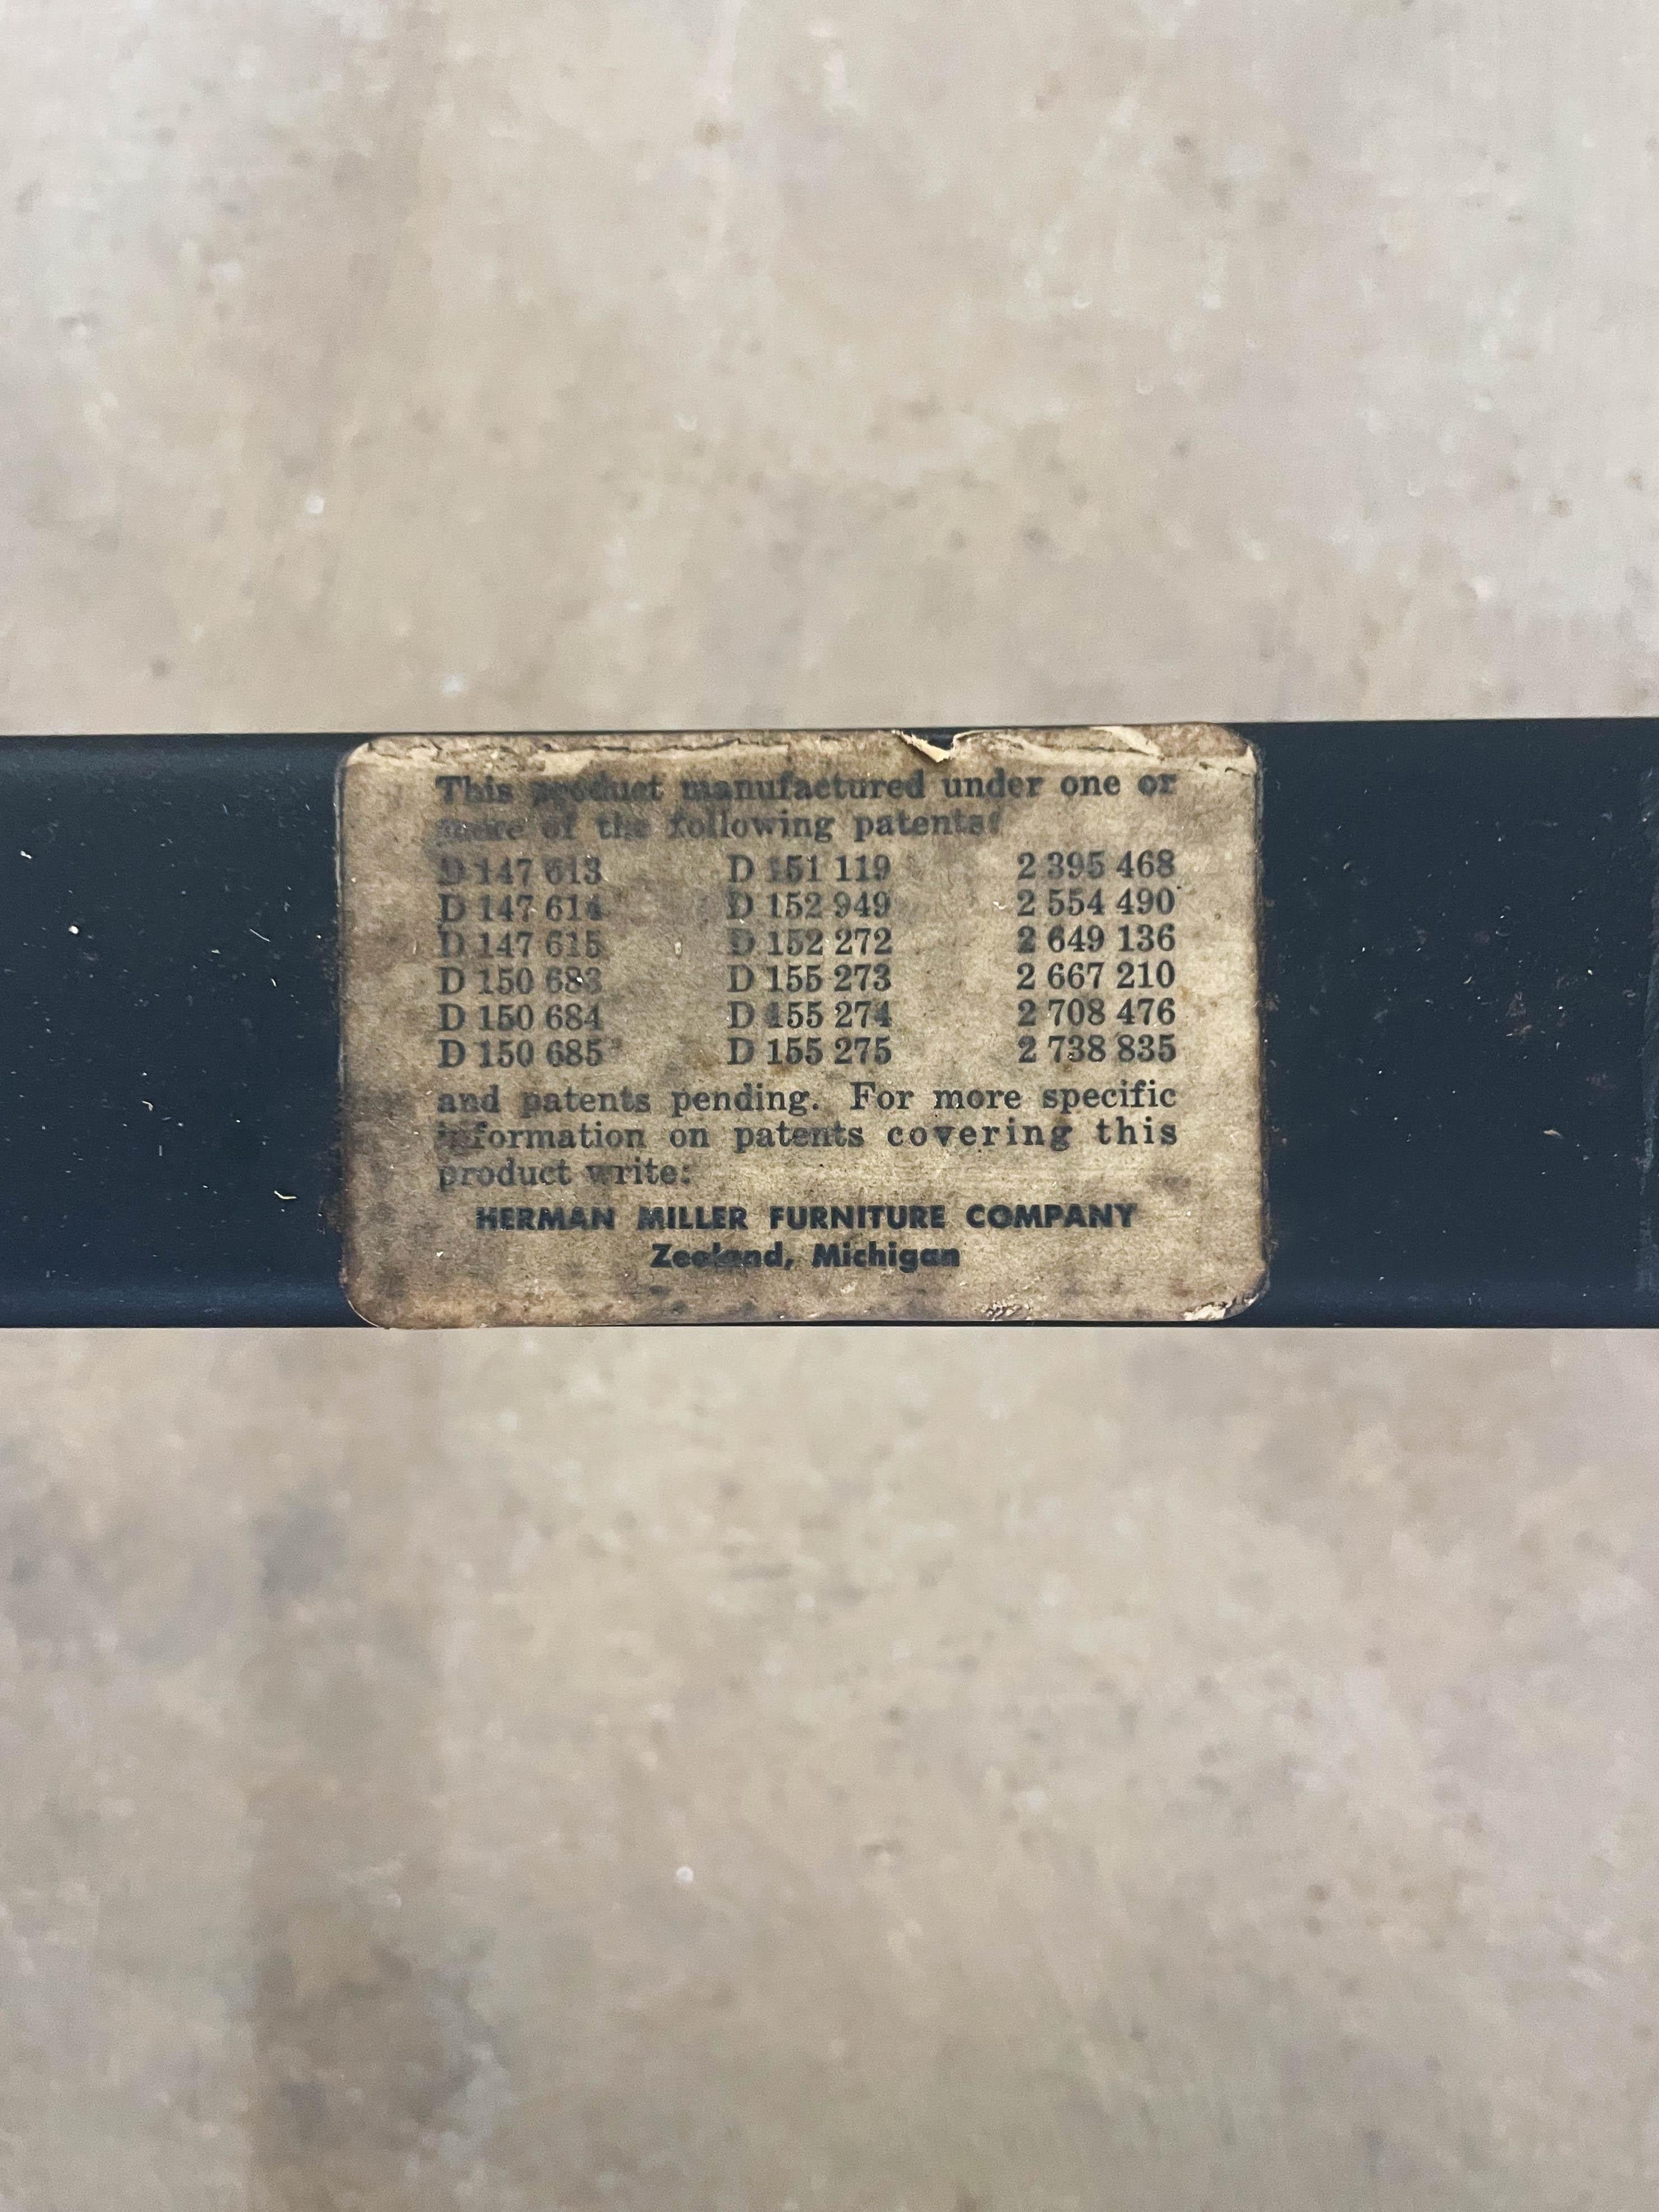 This product manufactured under one or
more of the following patents:
D 147 613 D 151 119 2 395 468
D 147 614 D 152 949 2 554 490
D 147 615 D 152 272 2 649 136
D 150 683 D 155 273 2 667 210
D 150 684 D 155 274 2 708 476
D 150 685 D 155 275 2 738 835
and patents pending. For more specific
information on patents covering this
product write:
HERMAN MILLER FURNITURE COMPANY
Zeeland, Michigan